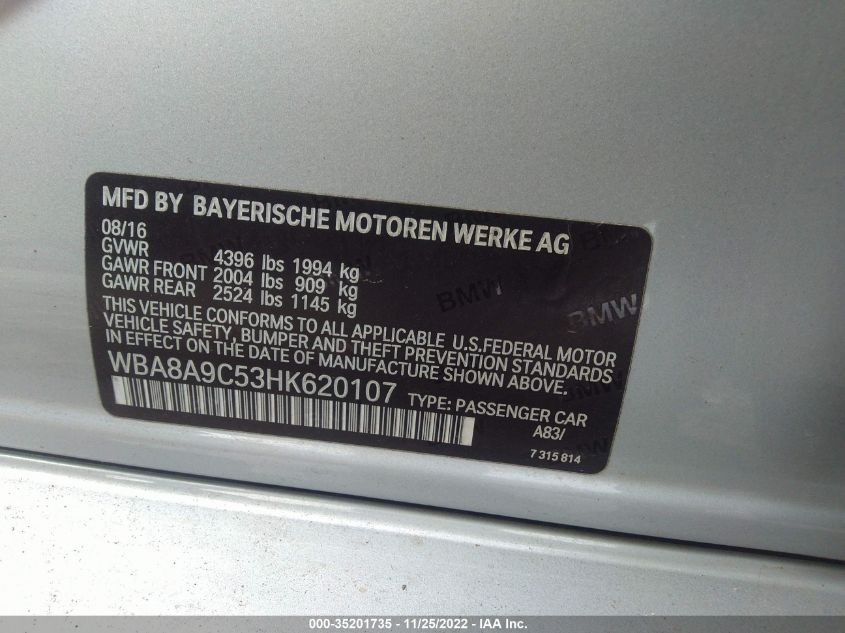 MFD BY BAYERISCHE MOTOREN WERKE AG
08/16
GVWR 4396 lbs 1994 kg
GAWR FRONT 2004 lbs 909 kg
GAWR REAR 2524 lbs 1145 kg
THIS VEHICLE CONFORMS TO ALL APPLICABLE U.S.FEDERAL MOTOR
VEHICLE SAFETY, BUMPER AND THEFT PREVENTION STANDARDS
IN EFFECT ON THE DATE OF MANUFACTURE SHOWN ABOVE.
WBA8A9C53HK620107 TYPE: PASSENGER CAR
A83/
7 315 814
BMW
BMW
000-35201735 - 11/25/2022 - IAA Inc.